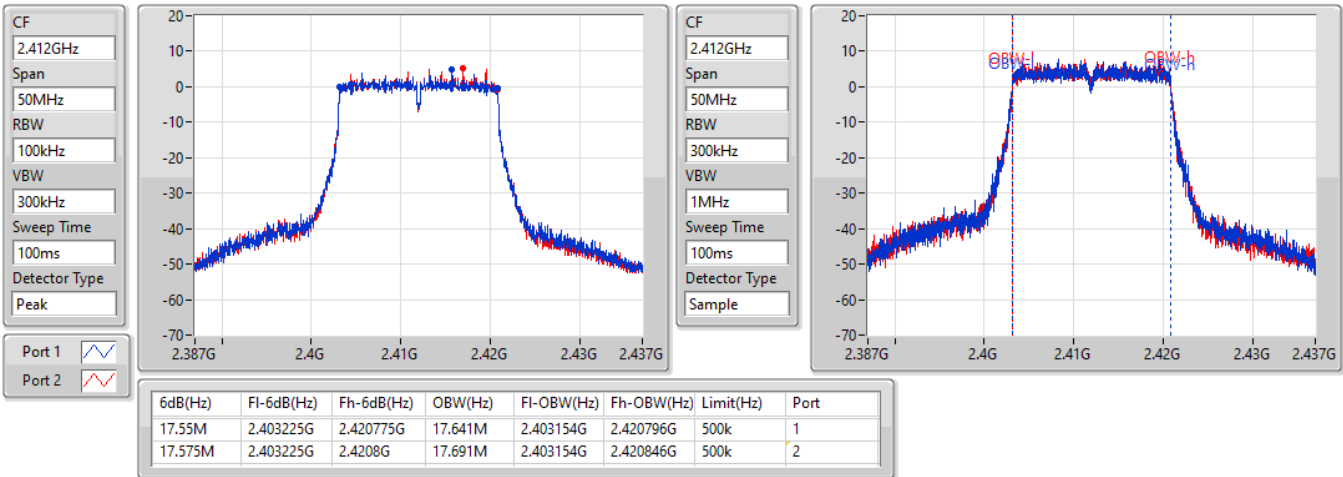 CF
2.412GHz
Span
50MHz
RBW
100kHz
VBW
300kHz
Sweep Time
100ms
Detector Type
Peak
Port 1
Port 2
20
10
0
-10
-20
-30
-40
-50
-60
-70
2.387G 2.4G 2.41G 2.42G 2.43G 2.437G
CF
2.412GHz
Span
50MHz
RBW
300kHz
VBW
1MHz
Sweep Time
100ms
Detector Type
Sample
20
10
0
-10
-20
-30
-40
-50
-60
-70
OBW-l OBW-h
OBW-l OBW-h
2.387G 2.4G 2.41G 2.42G 2.43G 2.437G
6dB(Hz) Fl-6dB(Hz) Fh-6dB(Hz) OBW(Hz) Fl-OBW(Hz) Fh-OBW(Hz) Limit(Hz) Port
17.55M 2.403225G 2.420775G 17.641M 2.403154G 2.420796G 500k 1
17.575M 2.403225G 2.4208G 17.691M 2.403154G 2.420846G 500k 2